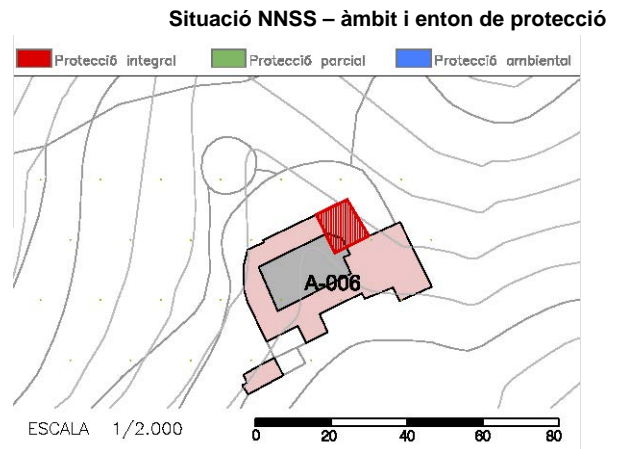 Situació NNSS – àmbit i enton de protecció
Protecció integral Protecció parcial Protecció ambiental
A-006
ESCALA 1/2.000
0 20 40 60 80